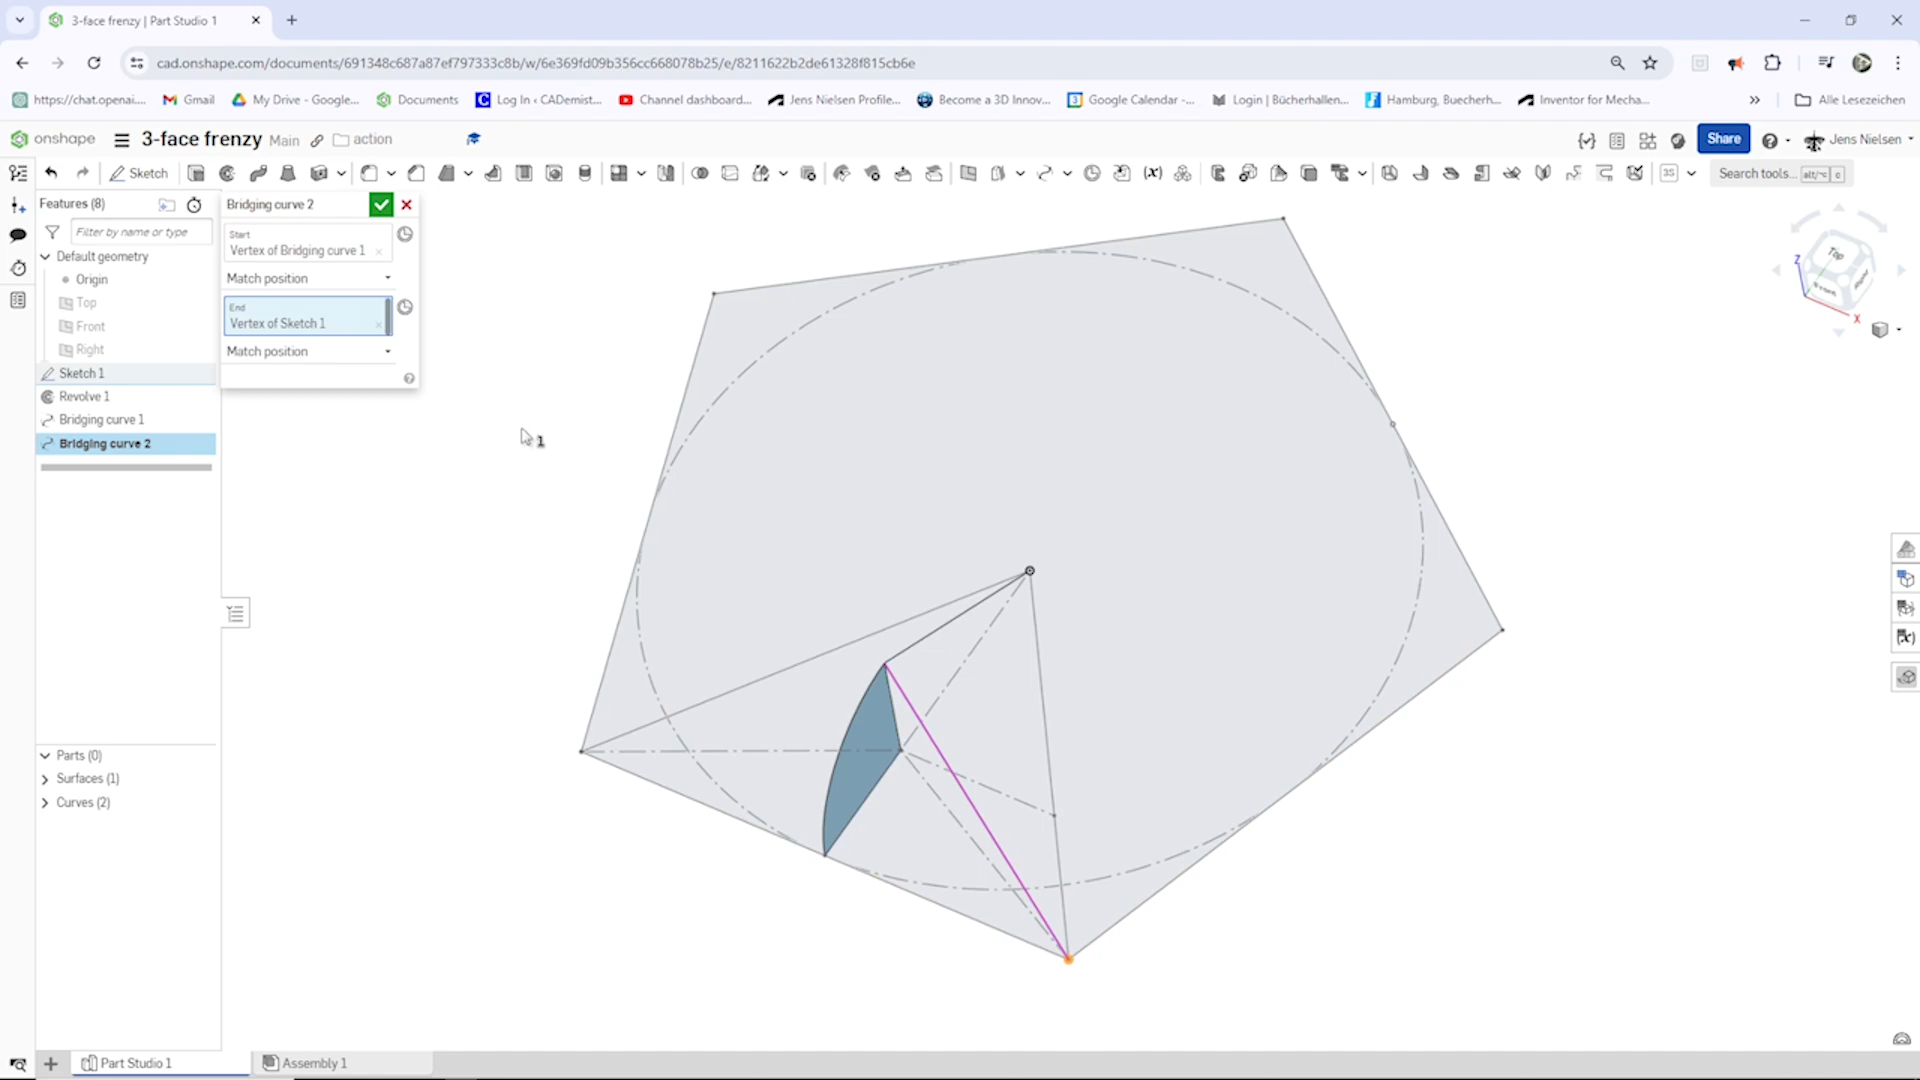 3-face frenzy | Part Studio 1
cad.onshape.com/documents/691348c687a87ef797333c8b/w/6e369fd09b356cc668078b25/e/8211622b2de61328f815cb6e
https://chat.openai....
Gmail
My Drive - Google...
Documents
Log In ‹ CADemist...
Channel dashboard...
Jens Nielsen Profile...
Become a 3D Innov...
Google Calendar -...
Login | Bücherhallen...
Hamburg, Buecherh...
Inventor for Mecha...
Alle Lesezeichen
onshape
3-face frenzy
Main
action
Share
Jens Nielsen
Sketch
Search tools... alt/⌥ c
Features (8)
Filter by name or type
Default geometry
Origin
Top
Front
Right
Sketch 1
Revolve 1
Bridging curve 1
Bridging curve 2
Bridging curve 2
Start
Vertex of Bridging curve 1
Match position
End
Vertex of Sketch 1
Match position
1
Z
Top
Front
X
Parts (0)
Surfaces (1)
Curves (2)
Part Studio 1
Assembly 1